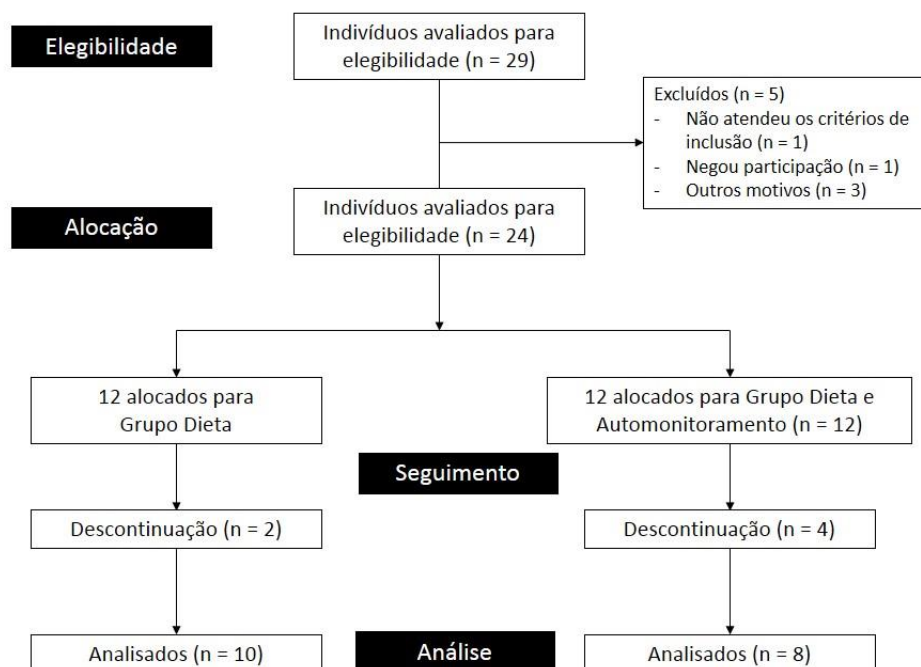 Elegibilidade
Indivíduos avaliados para
elegibilidade (n = 29)
Excluídos (n = 5)
- Não atendeu os critérios de
inclusão (n = 1)
- Negou participação (n = 1)
- Outros motivos (n = 3)
Alocação
Indivíduos avaliados para
elegibilidade (n = 24)
12 alocados para
Grupo Dieta
12 alocados para Grupo Dieta e
Automonitoramento (n = 12)
Seguimento
Descontinuação (n = 2)
Descontinuação (n = 4)
Analisados (n = 10)
Análise
Analisados (n = 8)